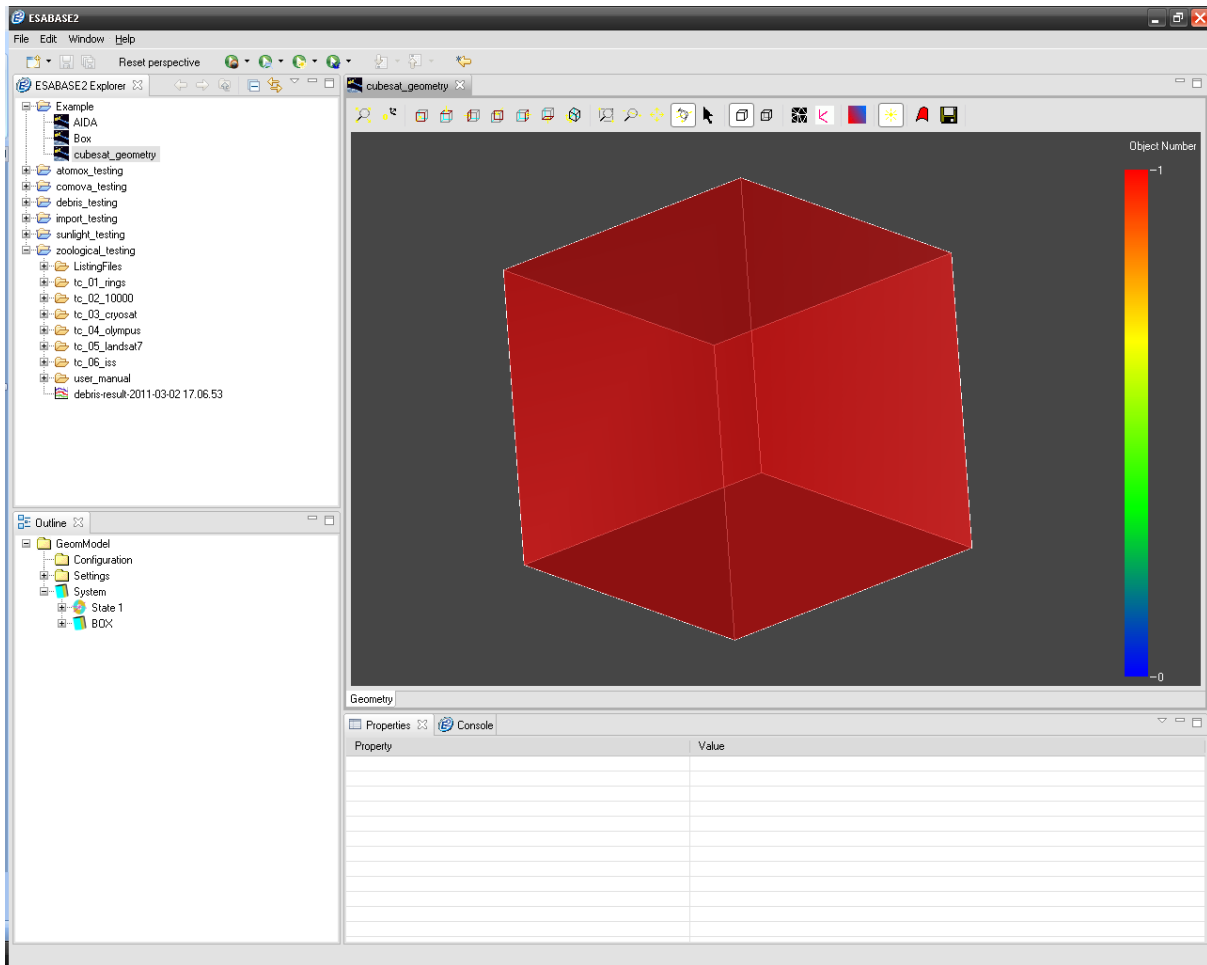 ESABASE2
File Edit Window Help
Reset perspective
ESABASE2 Explorer
Example
AIDA
Box
cubesat_geometry
atomox_testing
comova_testing
debris_testing
import_testing
sunlight_testing
zoological_testing
ListingFiles
tc_01_rings
tc_02_10000
tc_03_cryosat
tc_04_olympus
tc_05_landsat7
tc_06_iss
user_manual
debris-result-2011-03-02 17.06.53
Outline
GeomModel
Configuration
Settings
System
State 1
BOX
cubesat_geometry
Object Number
1
0
Geometry
Properties Console
Property Value